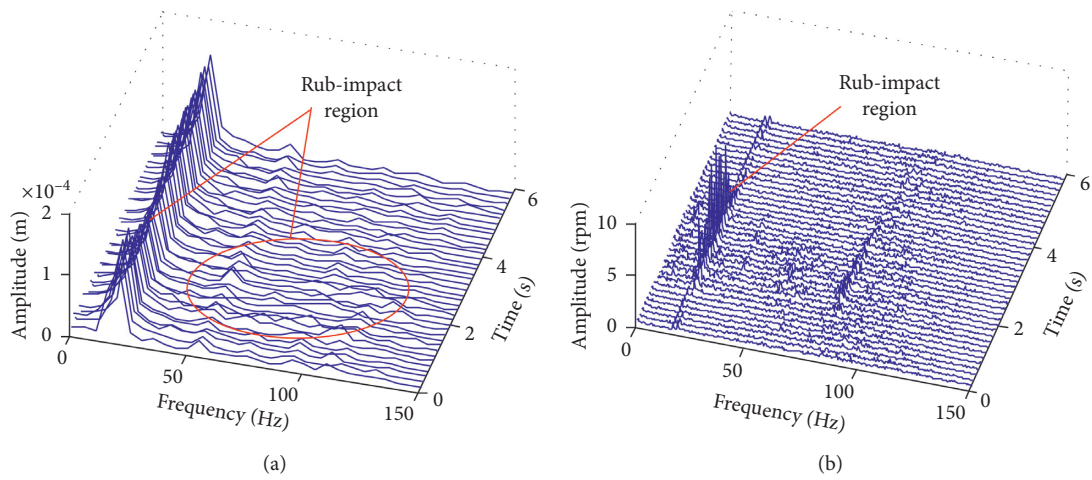 Rub-impact
region
×10⁻⁴
2
1
0
Amplitude (m)
0
50
100
150
Frequency (Hz)
0
2
4
6
Time (s)
(a)
Rub-impact
region
10
5
0
Amplitude (rpm)
0
50
100
150
Frequency (Hz)
0
2
4
6
Time (s)
(b)